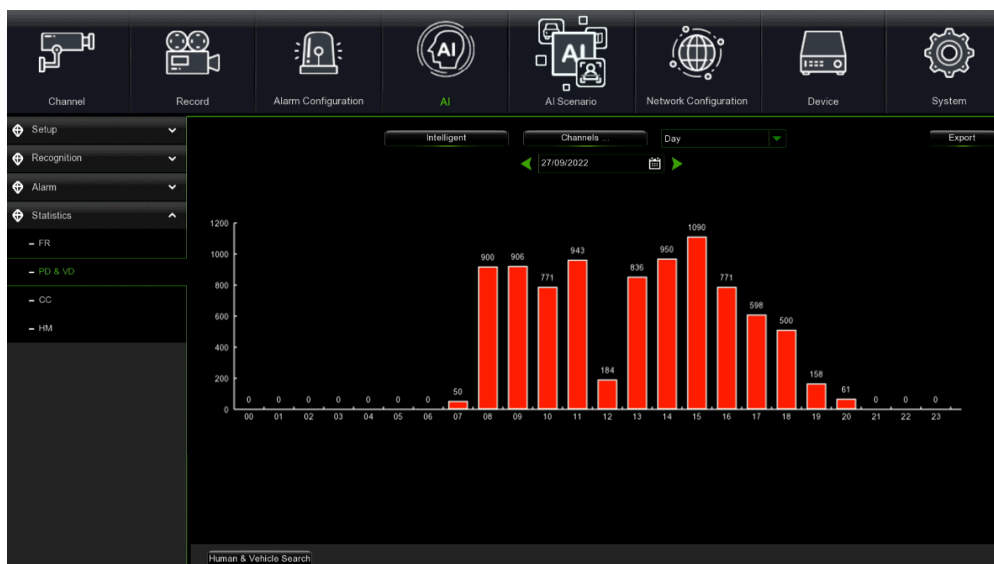 AI
AI
Channel Record Alarm Configuration AI AI Scenario Network Configuration Device System
Setup
Recognition
Alarm
Statistics
FR
PD & VD
CC
HM
Intelligent Channels ... Day Export
27/09/2022
1200
1000
800
600
400
200
0
0 0 0 0 0 0 0 50 900 906 771 943 184 836 950 1090 771 598 500 158 61 0 0 0
00 01 02 03 04 05 06 07 08 09 10 11 12 13 14 15 16 17 18 19 20 21 22 23
Human & Vehicle Search